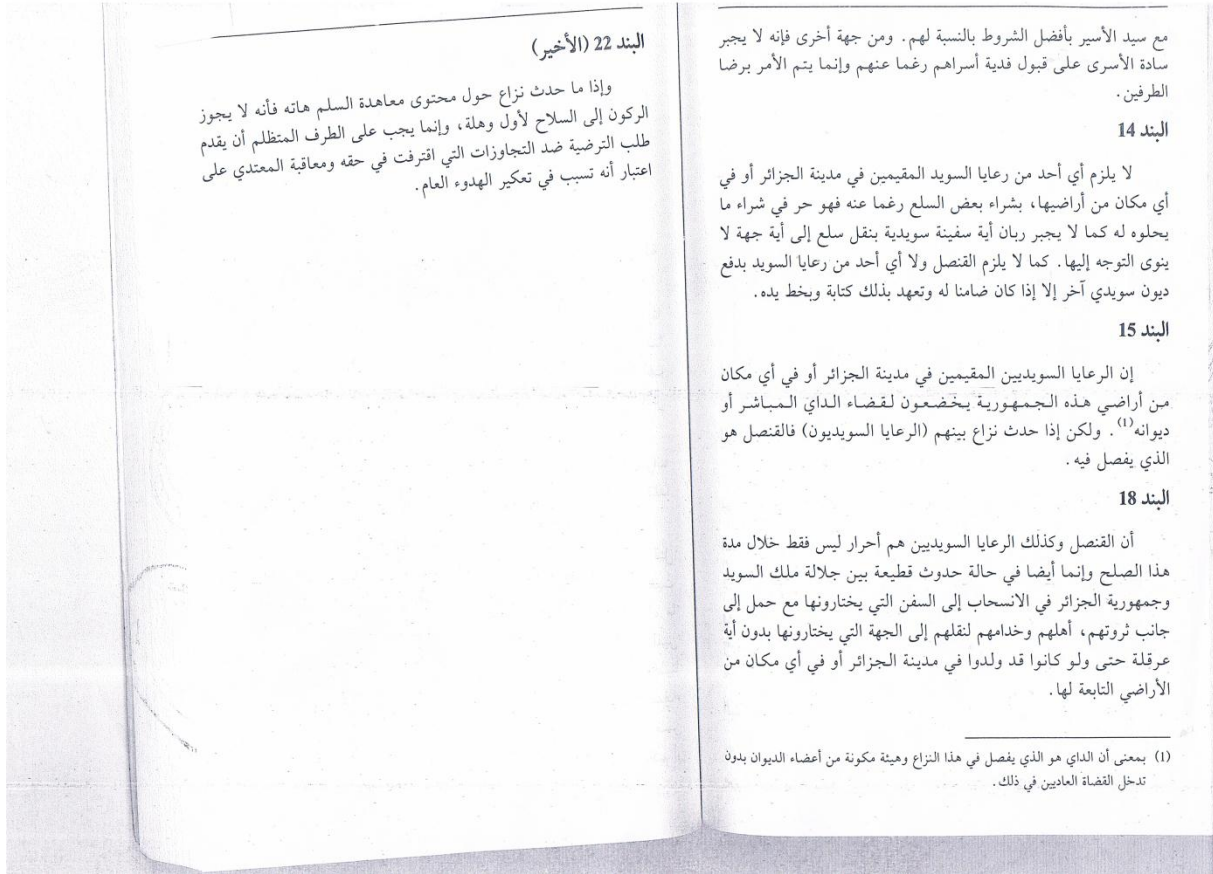 مع سيد الأسير بأفضل الشروط بالنسبة لهم. ومن جهة أخرى فإنه لا يجبر
سادة الأسرى على قبول فدية أسراهم رغما عنهم وإنما يتم الأمر برضا
الطرفين.
البند 14
لا يلزم أي أحد من رعايا السويد المقيمين في مدينة الجزائر أو في
أي مكان من أراضيها، بشراء بعض السلع رغما عنه فهو حر في شراء ما
يحلوه له كما لا يجبر ربان أية سفينة سويدية بنقل سلع إلى أية جهة لا
ينوى التوجه إليها. كما لا يلزم القنصل ولا أي أحد من رعايا السويد بدفع
ديون سويدي آخر إلا إذا كان ضامنا له وتعهد بذلك كتابة وبخط يده.
البند 15
إن الرعايا السويديين المقيمين في مدينة الجزائر أو في أي مكان
من أراضي هذه الجمهورية يخضعون لقضاء الداي المباشر أو
ديوانه(1). ولكن إذا حدث نزاع بينهم (الرعايا السويديون) فالقنصل هو
الذي يفصل فيه.
البند 18
أن القنصل وكذلك الرعايا السويديين هم أحرار ليس فقط خلال مدة
هذا الصلح وإنما أيضا في حالة حدوث قطيعة بين جلالة ملك السويد
وجمهورية الجزائر في الانسحاب إلى السفن التي يختارونها مع حمل إلى
جانب ثروتهم، أهلهم وخدامهم لنقلهم إلى الجهة التي يختارونها بدون أية
عرقلة حتى ولو كانوا قد ولدوا في مدينة الجزائر أو في أي مكان من
الأراضي التابعة لها.
(1) بمعنى أن الداي هو الذي يفصل في هذا النزاع وهيئة مكونة من أعضاء الديوان بدون
تدخل القضاة العاديين في ذلك.
البند 22 (الأخير)
وإذا ما حدث نزاع حول محتوى معاهدة السلم هاته فأنه لا يجوز
الركون إلى السلاح لأول وهلة، وإنما يجب على الطرف المتظلم أن يقدم
طلب الترضية ضد التجاوزات التي اقترفت في حقه ومعاقبة المعتدي على
اعتبار أنه تسبب في تعكير الهدوء العام.